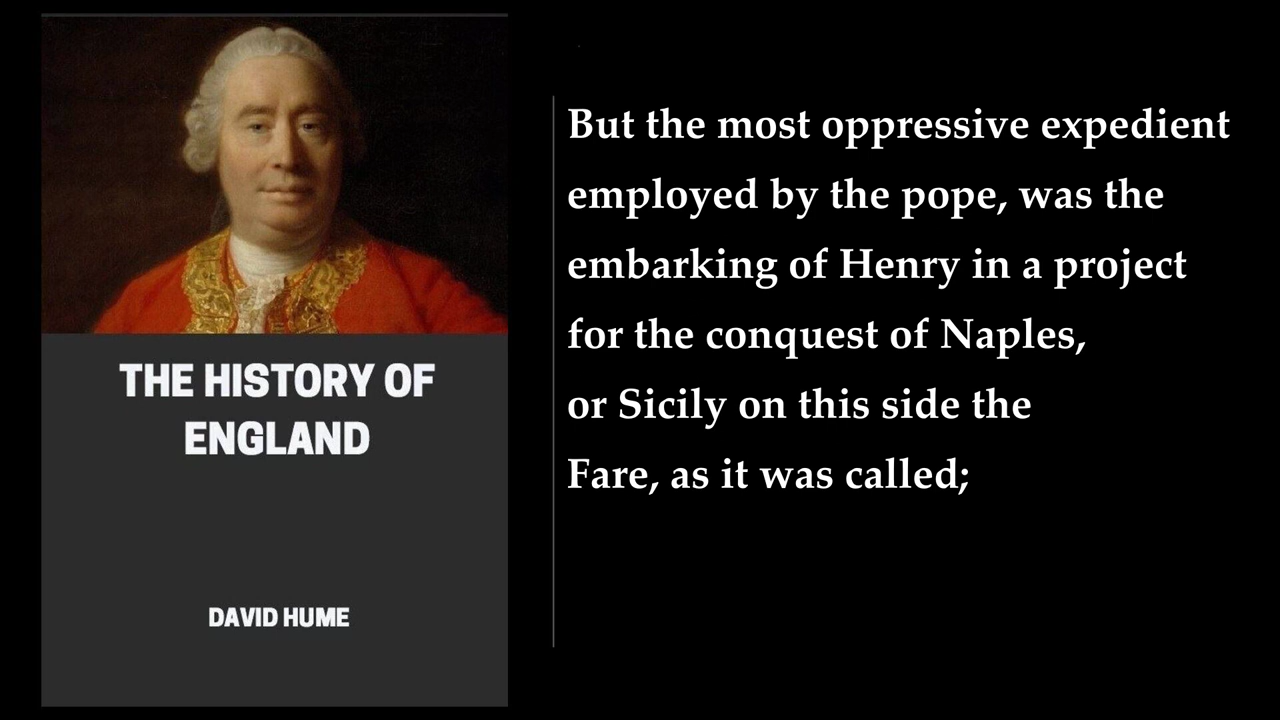 THE HISTORY OF
ENGLAND
DAVID HUME
But the most oppressive expedient
employed by the pope, was the
embarking of Henry in a project
for the conquest of Naples,
or Sicily on this side the
Fare, as it was called;